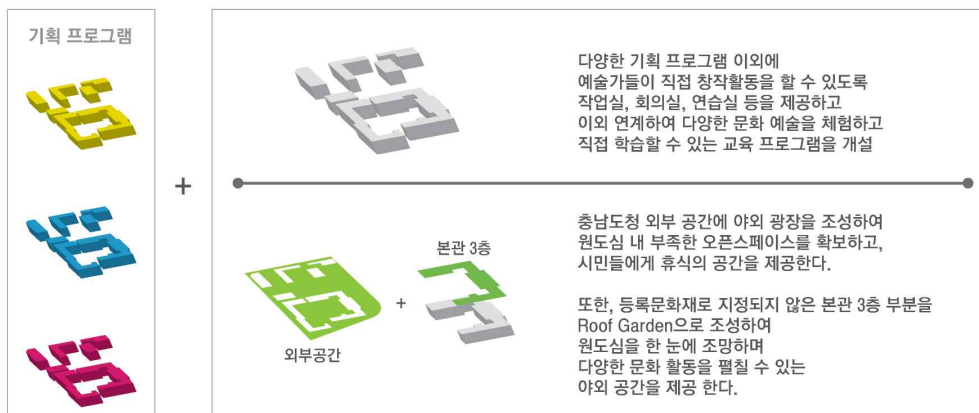 기획 프로그램
+
다양한 기획 프로그램 이외에
예술가들이 직접 창작활동을 할 수 있도록
작업실, 회의실, 연습실 등을 제공하고
이외 연계하여 다양한 문화 예술을 체험하고
직접 학습할 수 있는 교육 프로그램을 개설
본관 3층
+
외부공간
충남도청 외부 공간에 야외 광장을 조성하여
원도심 내 부족한 오픈스페이스를 확보하고,
시민들에게 휴식의 공간을 제공한다.
또한, 등록문화재로 지정되지 않은 본관 3층 부분을
Roof Garden으로 조성하여
원도심을 한 눈에 조망하며
다양한 문화 활동을 펼칠 수 있는
야외 공간을 제공 한다.